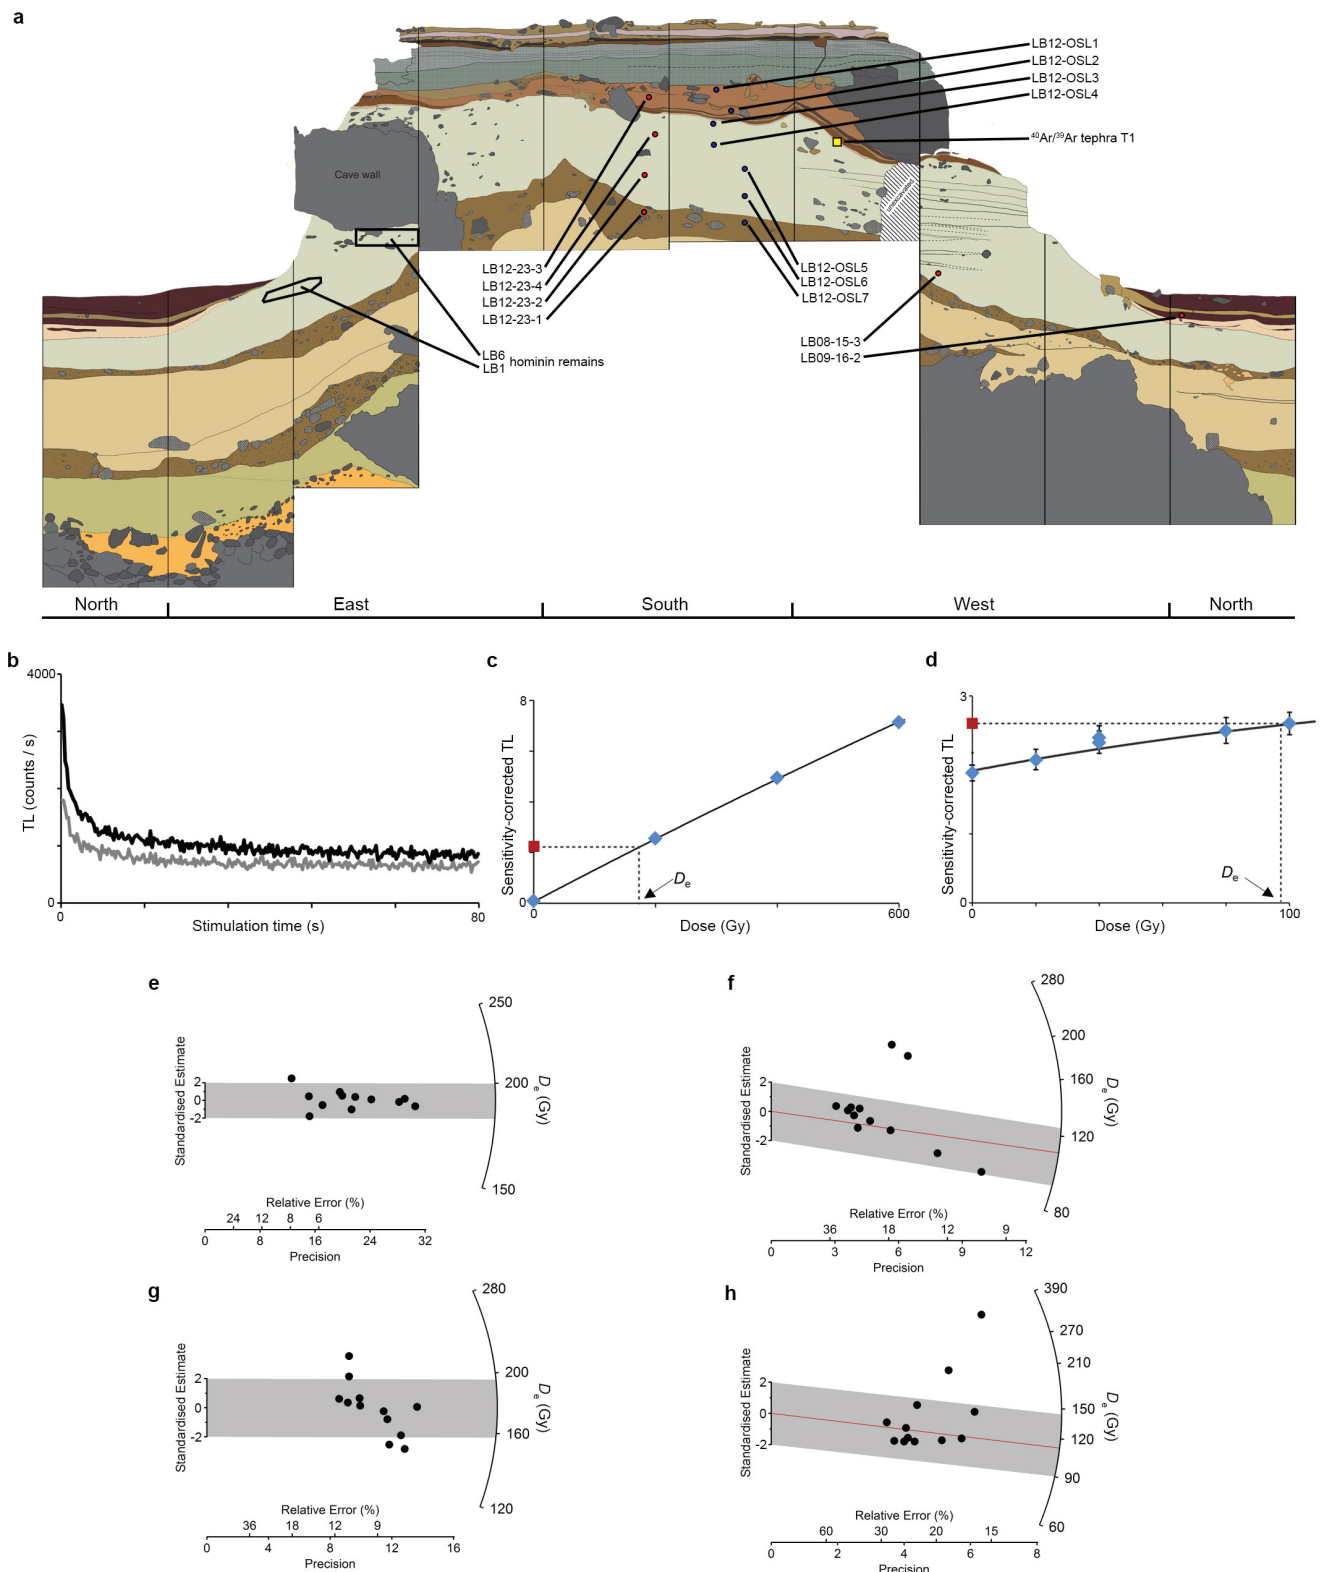 a
LB12-OSL1
LB12-OSL2
LB12-OSL3
LB12-OSL4
⁴⁰Ar/³⁹Ar tephra T1
Cave wall
unexcavated
LB12-23-3
LB12-23-4
LB12-23-2
LB12-23-1
LB12-OSL5
LB12-OSL6
LB12-OSL7
LB08-15-3
LB09-16-2
LB6
LB1 hominin remains
North East South West North
b
4000
TL (counts / s)
0
0 80
Stimulation time (s)
c
8
Sensitivity-corrected TL
0
Dₑ
0 600
Dose (Gy)
d
3
Sensitivity-corrected TL
0
Dₑ
0 100
Dose (Gy)
e
250
200
150
Dₑ (Gy)
Standardised Estimate
2
0
-2
Relative Error (%)
24 12 8 6
0 8 16 24 32
Precision
f
280
200
160
120
80
Dₑ (Gy)
Standardised Estimate
2
0
-2
Relative Error (%)
36 18 12 9
0 3 6 9 12
Precision
g
280
200
160
120
Dₑ (Gy)
Standardised Estimate
2
0
-2
Relative Error (%)
36 18 12 9
0 4 8 12 16
Precision
h
390
270
210
150
120
90
60
Dₑ (Gy)
Standardised Estimate
2
0
-2
Relative Error (%)
60 30 20 15
0 2 4 6 8
Precision